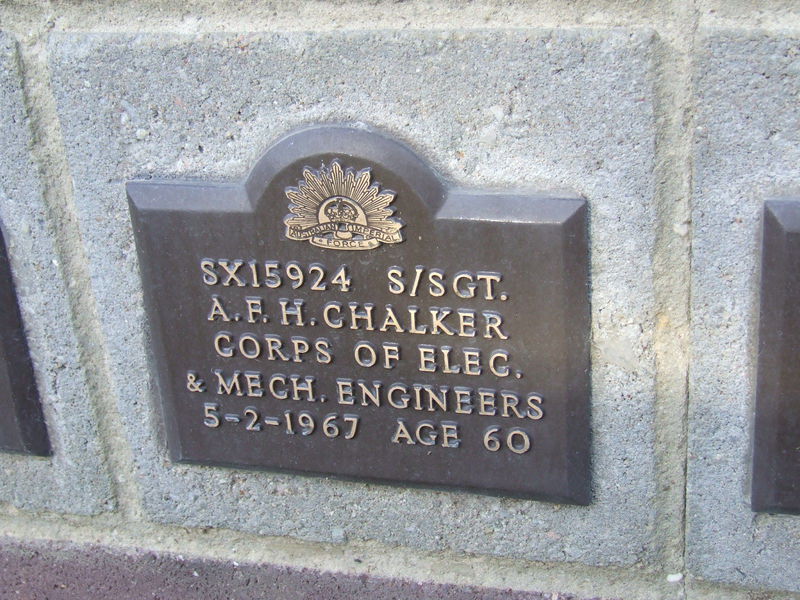 AUSTRALIAN IMPERIAL
FORCE
SX15924 S/SGT.
A.F.H.CHALKER
CORPS OF ELEC.
& MECH. ENGINEERS
5-2-1967 AGE 60